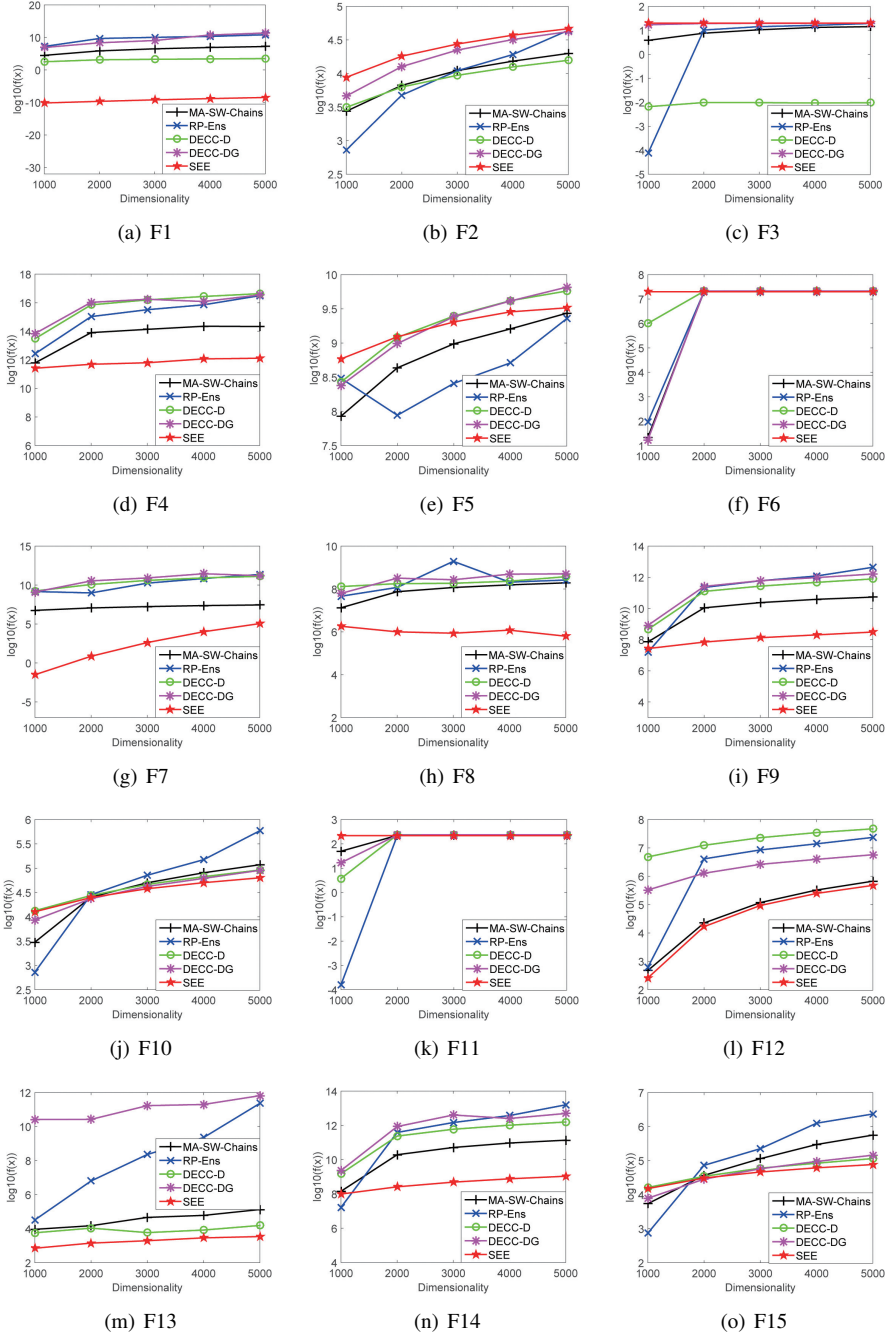 log10(f(x))
20
10
0
-10
-20
-30
MA-SW-Chains
RP-Ens
DECC-D
DECC-DG
SEE
1000 2000 3000 4000 5000
Dimensionality
(a) F1
log10(f(x))
5
4.5
4
3.5
3
2.5
MA-SW-Chains
RP-Ens
DECC-D
DECC-DG
SEE
1000 2000 3000 4000 5000
Dimensionality
(b) F2
log10(f(x))
2
1
0
-1
-2
-3
-4
-5
MA-SW-Chains
RP-Ens
DECC-D
DECC-DG
SEE
1000 2000 3000 4000 5000
Dimensionality
(c) F3
log10(f(x))
18
16
14
12
10
8
6
MA-SW-Chains
RP-Ens
DECC-D
DECC-DG
SEE
1000 2000 3000 4000 5000
Dimensionality
(d) F4
log10(f(x))
10
9.5
9
8.5
8
7.5
MA-SW-Chains
RP-Ens
DECC-D
DECC-DG
SEE
1000 2000 3000 4000 5000
Dimensionality
(e) F5
log10(f(x))
8
7
6
5
4
3
2
1
MA-SW-Chains
RP-Ens
DECC-D
DECC-DG
SEE
1000 2000 3000 4000 5000
Dimensionality
(f) F6
log10(f(x))
15
10
5
0
-5
MA-SW-Chains
RP-Ens
DECC-D
DECC-DG
SEE
1000 2000 3000 4000 5000
Dimensionality
(g) F7
log10(f(x))
10
8
6
4
2
MA-SW-Chains
RP-Ens
DECC-D
DECC-DG
SEE
1000 2000 3000 4000 5000
Dimensionality
(h) F8
log10(f(x))
14
12
10
8
6
4
MA-SW-Chains
RP-Ens
DECC-D
DECC-DG
SEE
1000 2000 3000 4000 5000
Dimensionality
(i) F9
log10(f(x))
6
5.5
5
4.5
4
3.5
3
2.5
MA-SW-Chains
RP-Ens
DECC-D
DECC-DG
SEE
1000 2000 3000 4000 5000
Dimensionality
(j) F10
log10(f(x))
3
2
1
0
-1
-2
-3
-4
MA-SW-Chains
RP-Ens
DECC-D
DECC-DG
SEE
1000 2000 3000 4000 5000
Dimensionality
(k) F11
log10(f(x))
8
7
6
5
4
3
2
MA-SW-Chains
RP-Ens
DECC-D
DECC-DG
SEE
1000 2000 3000 4000 5000
Dimensionality
(l) F12
log10(f(x))
12
10
8
6
4
2
MA-SW-Chains
RP-Ens
DECC-D
DECC-DG
SEE
1000 2000 3000 4000 5000
Dimensionality
(m) F13
log10(f(x))
14
12
10
8
6
4
MA-SW-Chains
RP-Ens
DECC-D
DECC-DG
SEE
1000 2000 3000 4000 5000
Dimensionality
(n) F14
log10(f(x))
7
6
5
4
3
2
MA-SW-Chains
RP-Ens
DECC-D
DECC-DG
SEE
1000 2000 3000 4000 5000
Dimensionality
(o) F15